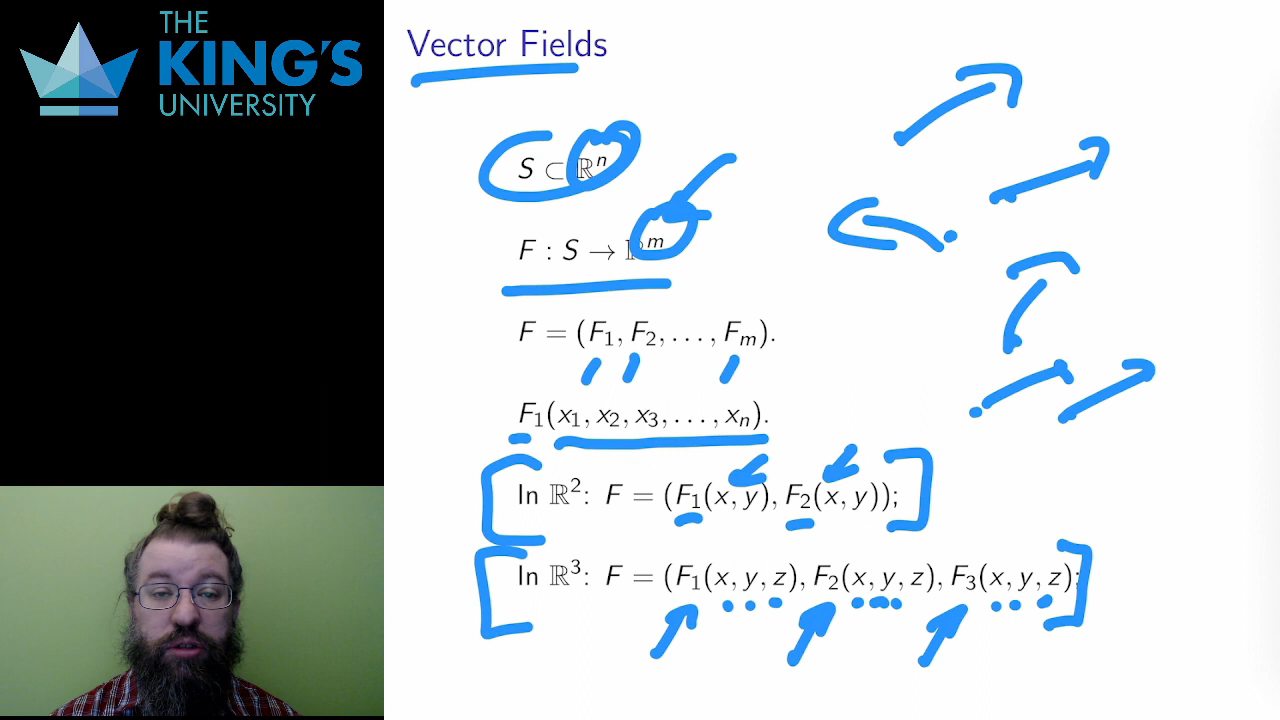 THE
KING'S
UNIVERSITY
Vector Fields
S ⊂ ℝⁿ
F : S → ℝᵐ
F = (F₁, F₂, . . . , Fₘ).
F₁(x₁, x₂, x₃, . . . , xₙ).
In ℝ²: F = (F₁(x, y), F₂(x, y));
In ℝ³: F = (F₁(x, y, z), F₂(x, y, z), F₃(x, y, z);